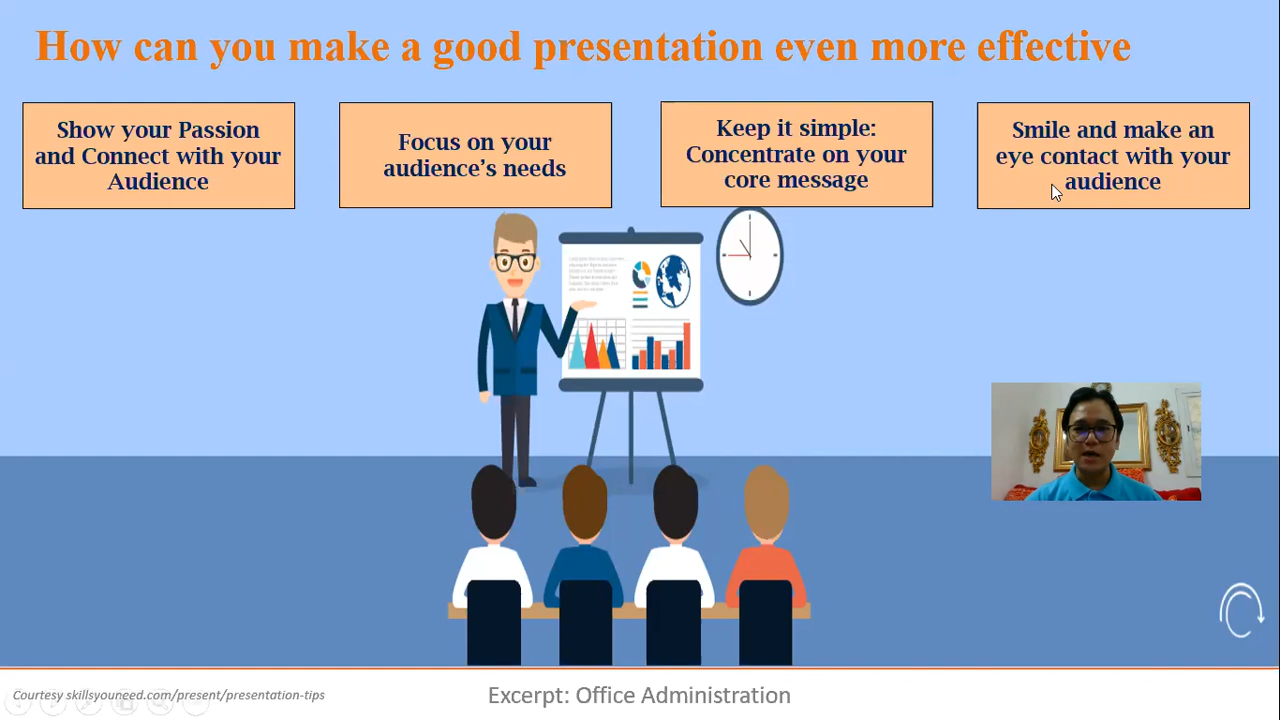 How can you make a good presentation even more effective
Show your Passion
and Connect with your
Audience
Focus on your
audience’s needs
Keep it simple:
Concentrate on your
core message
Smile and make an
eye contact with your
audience
Courtesy skillsyouneed.com/present/presentation-tips
Excerpt: Office Administration